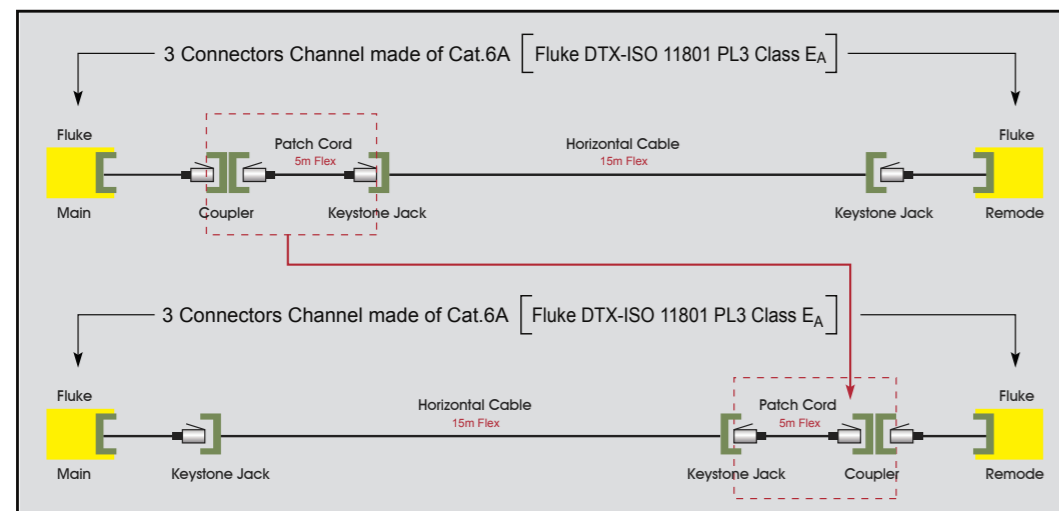 3 Connectors Channel made of Cat.6A [Fluke DTX-ISO 11801 PL3 Class EA]
Fluke
Patch Cord
5m Flex
Horizontal Cable
15m Flex
Fluke
Main
Coupler
Keystone Jack
Keystone Jack
Remode
3 Connectors Channel made of Cat.6A [Fluke DTX-ISO 11801 PL3 Class EA]
Fluke
Horizontal Cable
15m Flex
Patch Cord
5m Flex
Fluke
Main
Keystone Jack
Keystone Jack
Coupler
Remode